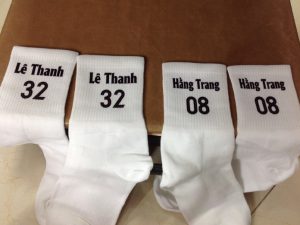 Lê Thanh
32
Lê Thanh
32
Hằng Trang
08
Hằng Trang
08